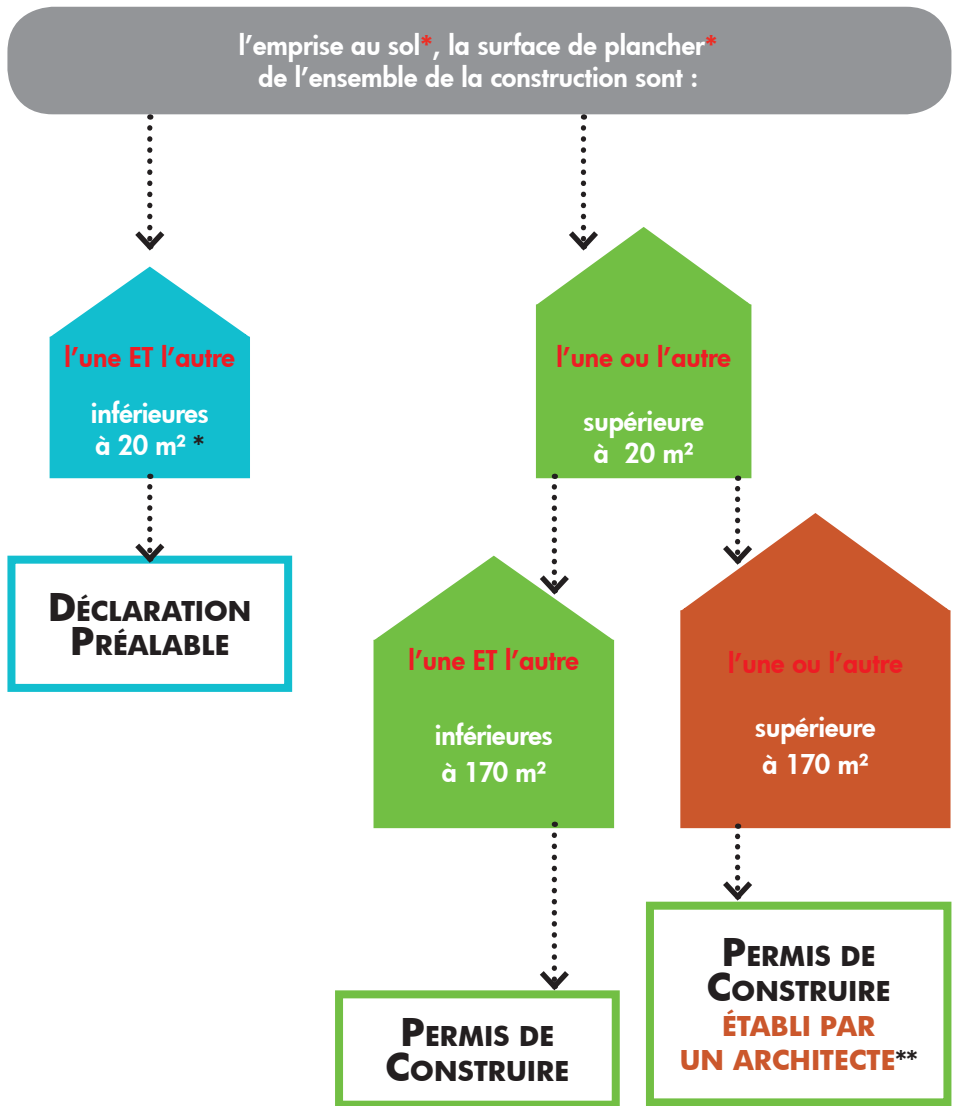 l'emprise au sol*, la surface de plancher*
de l'ensemble de la construction sont :
l'une ET l'autre
inférieures
à 20 m² *
l'une ou l'autre
supérieure
à 20 m²
DÉCLARATION
PRÉALABLE
l'une ET l'autre
inférieures
à 170 m²
l'une ou l'autre
supérieure
à 170 m²
PERMIS DE
CONSTRUIRE
PERMIS DE
CONSTRUIRE
ÉTABLI PAR
UN ARCHITECTE**